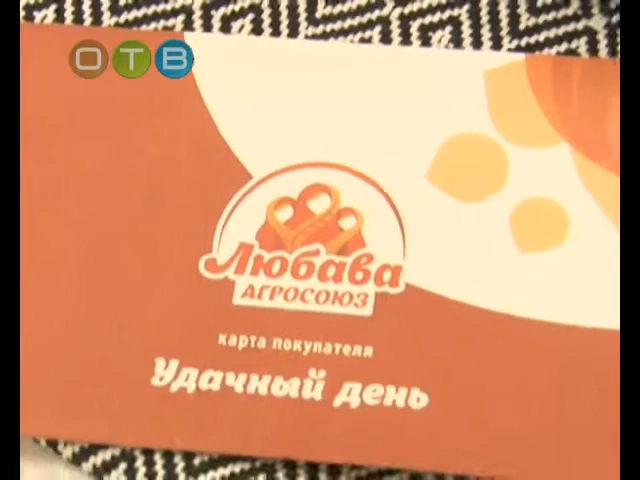 ОТВ
Любава
АГРОСОЮЗ
карта покупателя
Удачный день